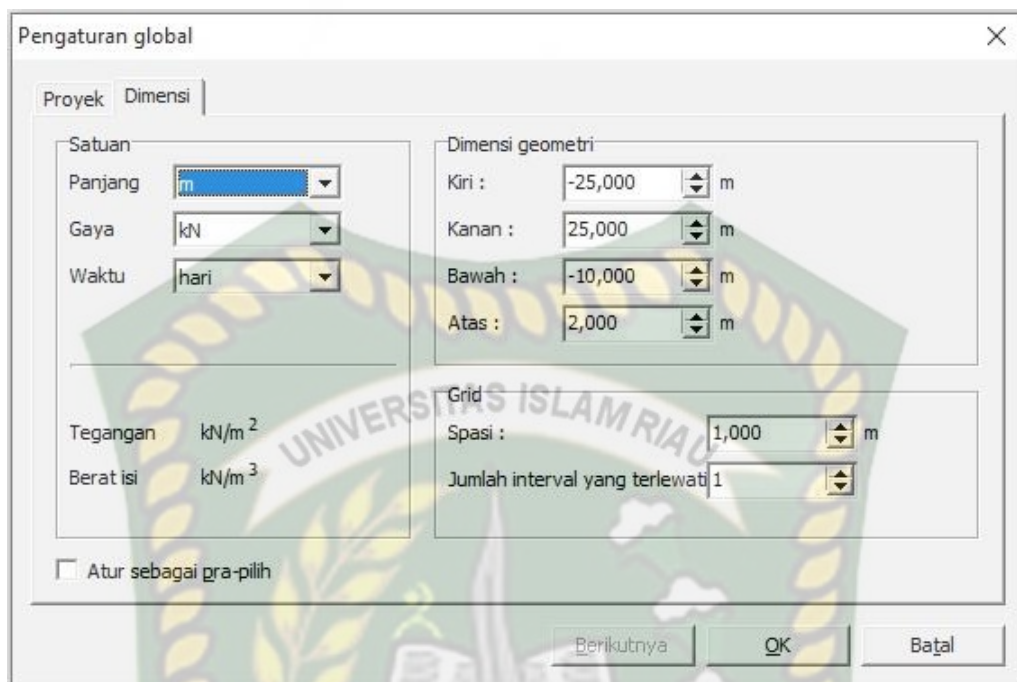 Pengaturan global
Proyek Dimensi
Satuan
Panjang m
Gaya kN
Waktu hari
Tegangan kN/m 2
Berat isi kN/m 3
Dimensi geometri
Kiri : -25,000 m
Kanan : 25,000 m
Bawah : -10,000 m
Atas : 2,000 m
Grid
Spasi : 1,000 m
Jumlah interval yang terlewati 1
Atur sebagai pra-pilih
Berikutnya OK Batal
UNIVERSITAS ISLAM RIAU